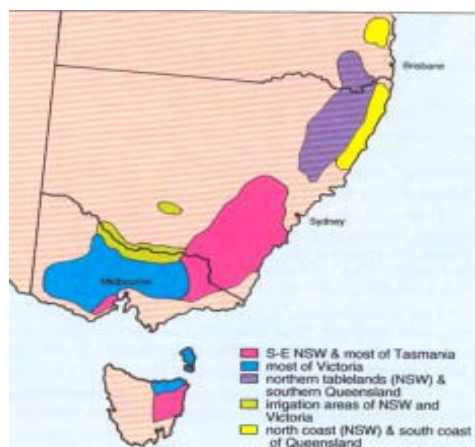 Brisbane
Sydney
Melbourne
S-E NSW & most of Tasmania
most of Victoria
northern tablelands (NSW) &
southern Queensland
irrigation areas of NSW and
Victoria
north coast (NSW) & south coast
of Queensland